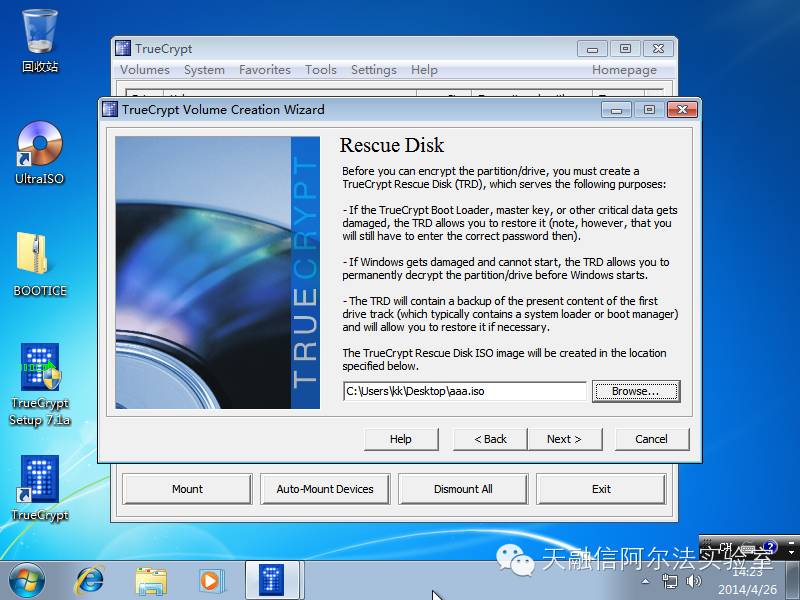 回收站
UltraISO
BOOTICE
TrueCrypt
Setup 7.1a
TrueCrypt
TrueCrypt
Volumes System Favorites Tools Settings Help Homepage
TrueCrypt Volume Creation Wizard
TRUECRYPT
Rescue Disk
Before you can encrypt the partition/drive, you must create a
TrueCrypt Rescue Disk (TRD), which serves the following purposes:
- If the TrueCrypt Boot Loader, master key, or other critical data gets
damaged, the TRD allows you to restore it (note, however, that you
will still have to enter the correct password then).
- If Windows gets damaged and cannot start, the TRD allows you to
permanently decrypt the partition/drive before Windows starts.
- The TRD will contain a backup of the present content of the first
drive track (which typically contains a system loader or boot manager)
and will allow you to restore it if necessary.
The TrueCrypt Rescue Disk ISO image will be created in the location
specified below.
C:\Users\kk\Desktop\aaa.iso
Browse...
Help < Back Next > Cancel
Mount Auto-Mount Devices Dismount All Exit
CH
天融信阿尔法实验室
14:23
2014/4/26